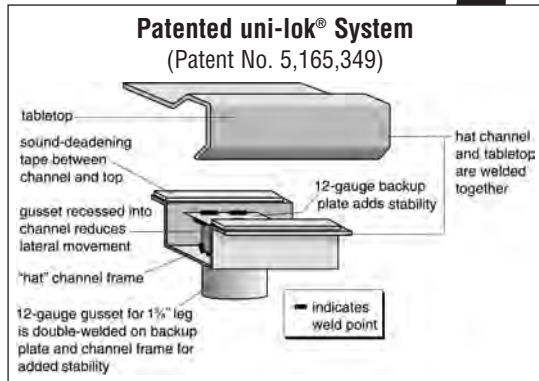 Patented uni-lok® System
(Patent No. 5,165,349)
tabletop
sound-deadening
tape between
channel and top
gusset recessed into
channel reduces
lateral movement
"hat" channel frame
12-gauge gusset for 1⅝" leg
is double-welded on backup
plate and channel frame for
added stability
12-gauge backup
plate adds stability
hat channel
and tabletop
are welded
together
indicates
weld point